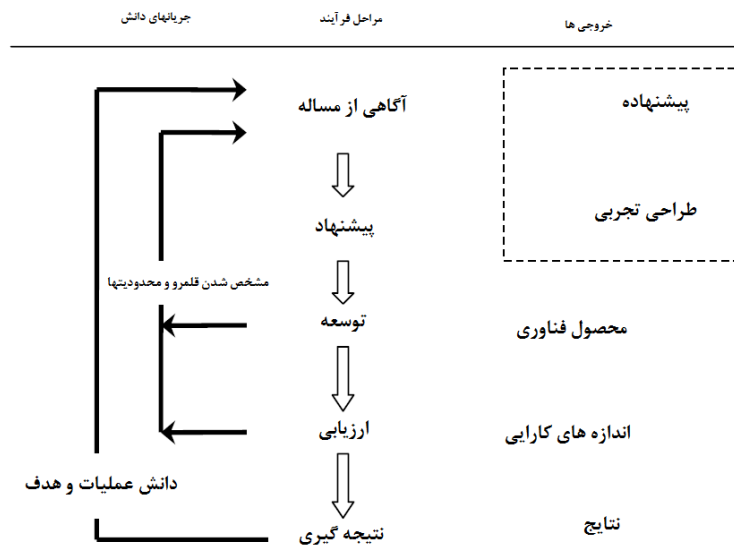 خروجی ها
مراحل فرآیند
جریانهای دانش
پیشنهاده
آگاهی از مساله
طراحی تجربی
پیشنهاد
مشخص شدن قلمرو و محدودیتها
محصول فناوری
توسعه
اندازه های کارایی
ارزیابی
دانش عملیات و هدف
نتایج
نتیجه گیری